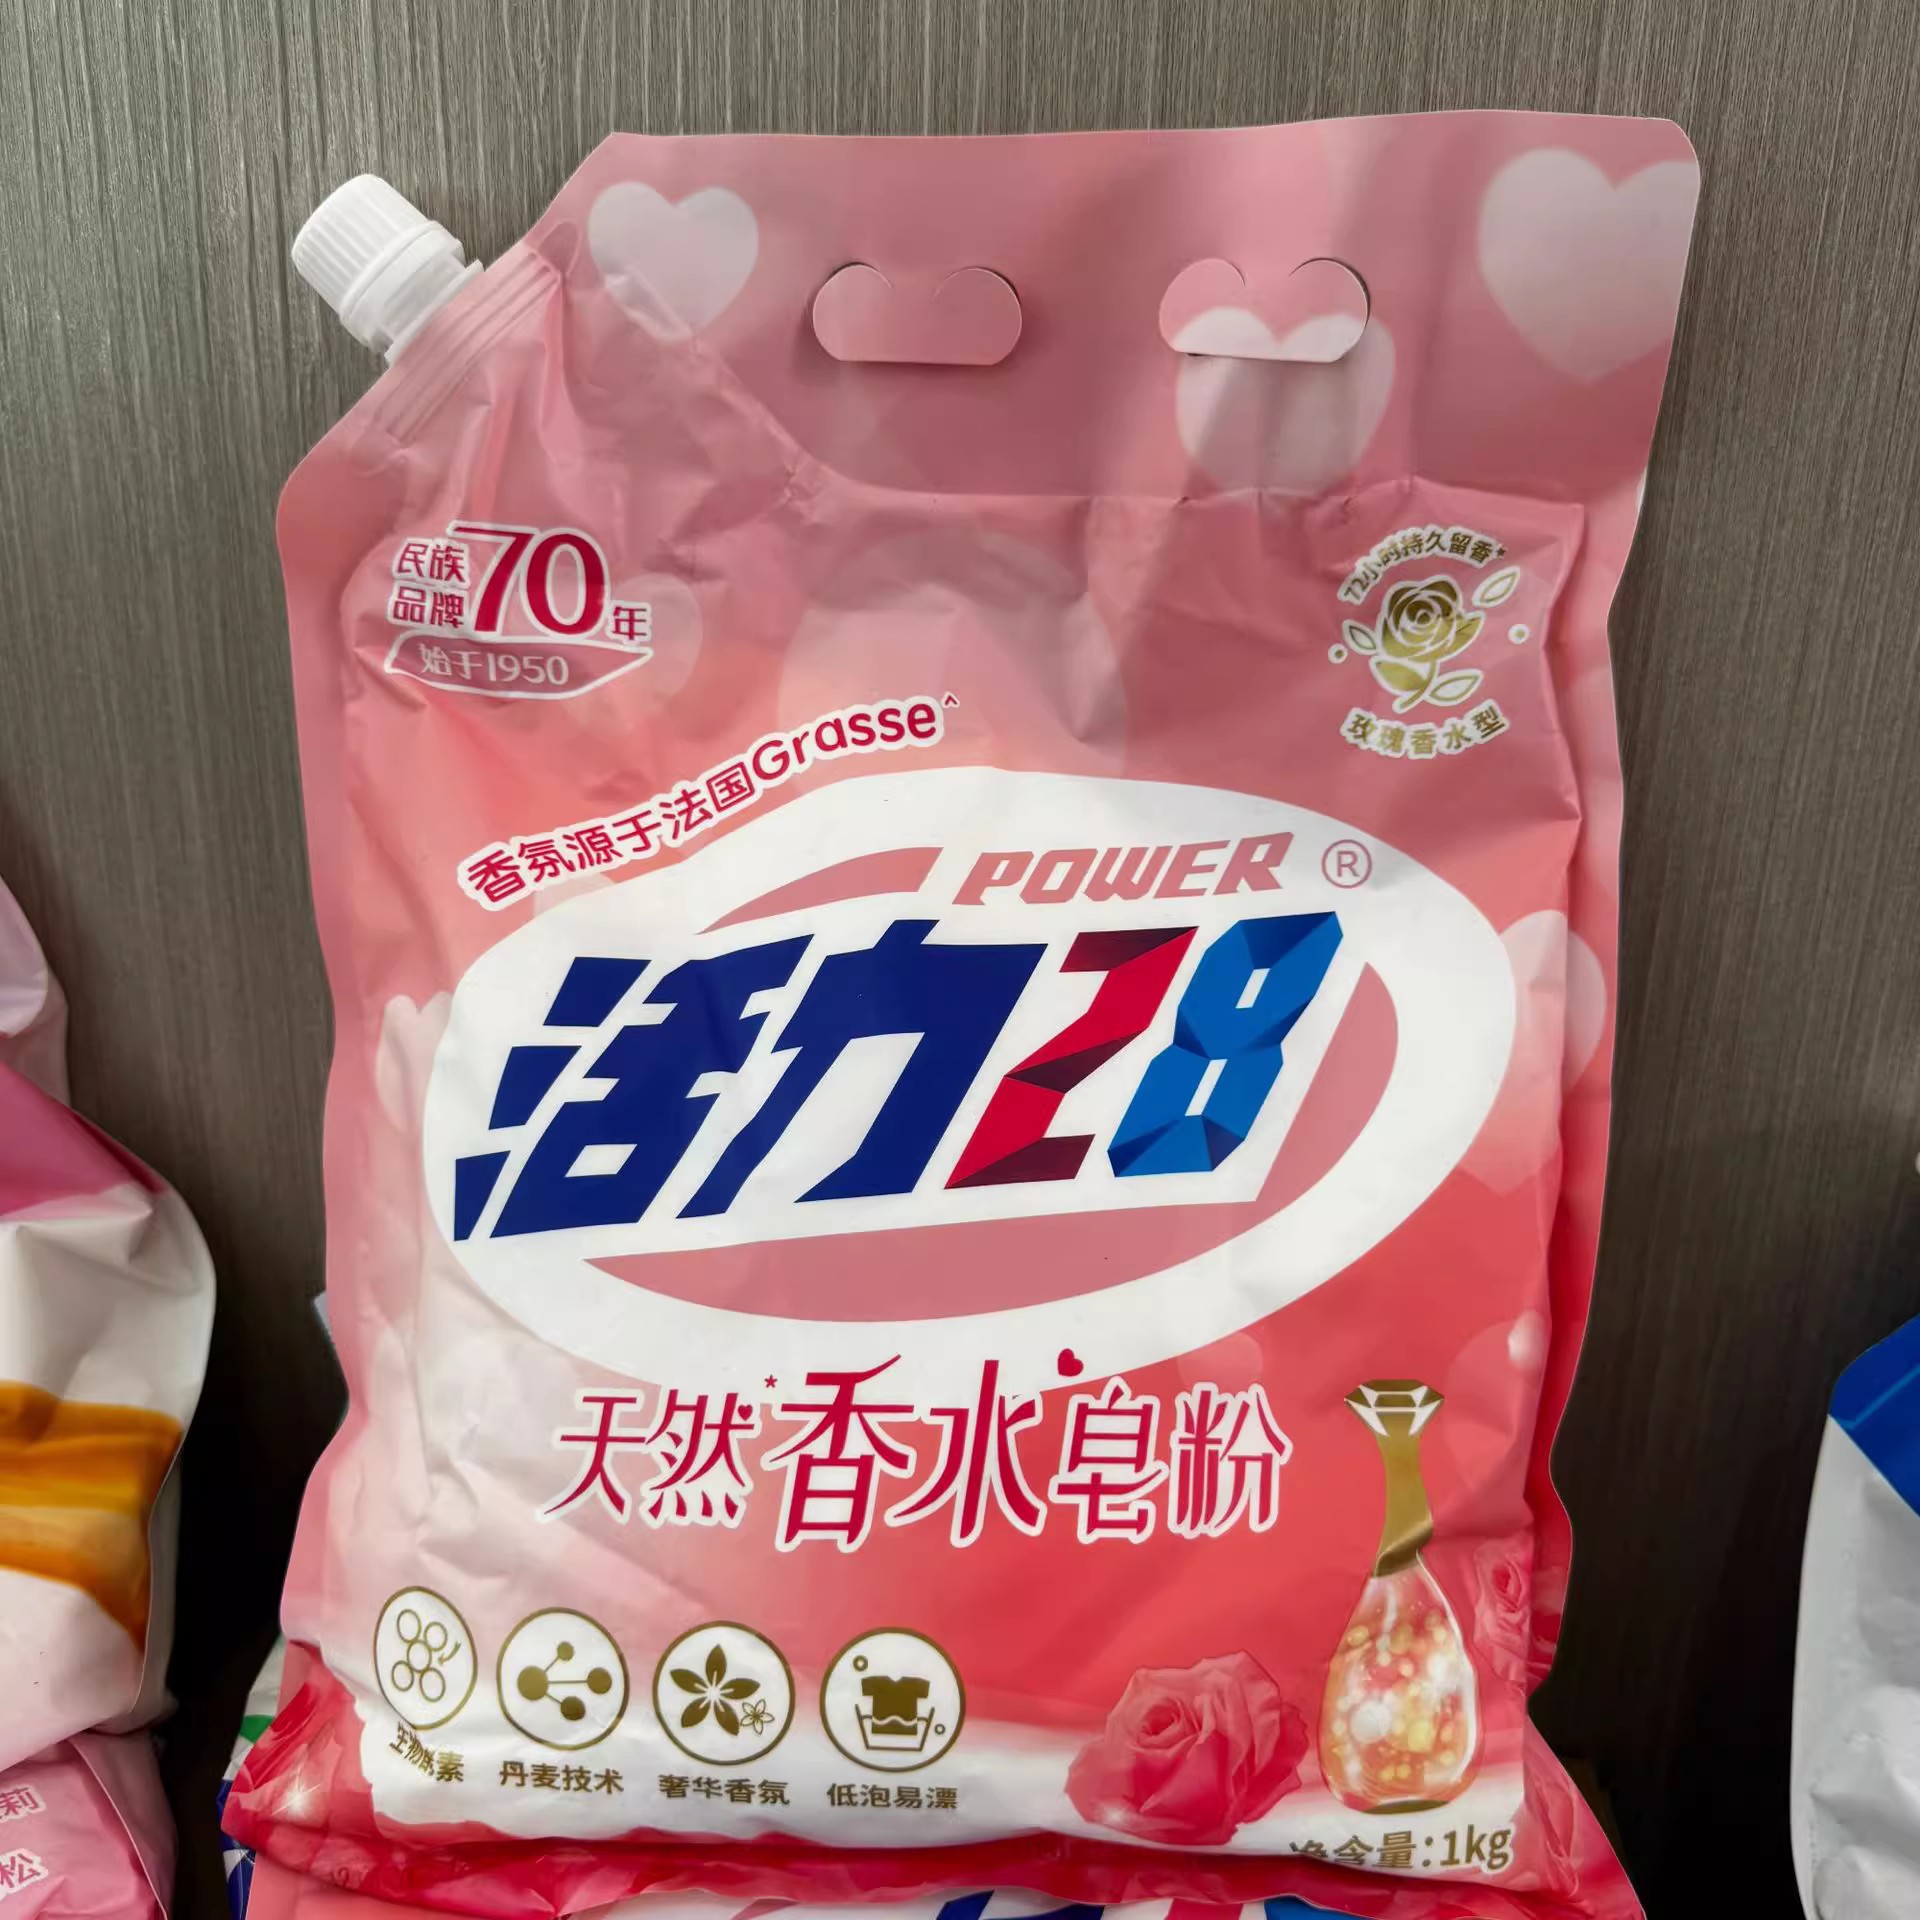 民族
品牌
70年
始于1950
72小时持久留香*
玫瑰香水型
香氛源于法国Grasse^
POWER ®
活力28
天然*香水皂粉
生物酵素
丹麦技术
奢华香氛
低泡易漂
净含量:1kg
莉
松